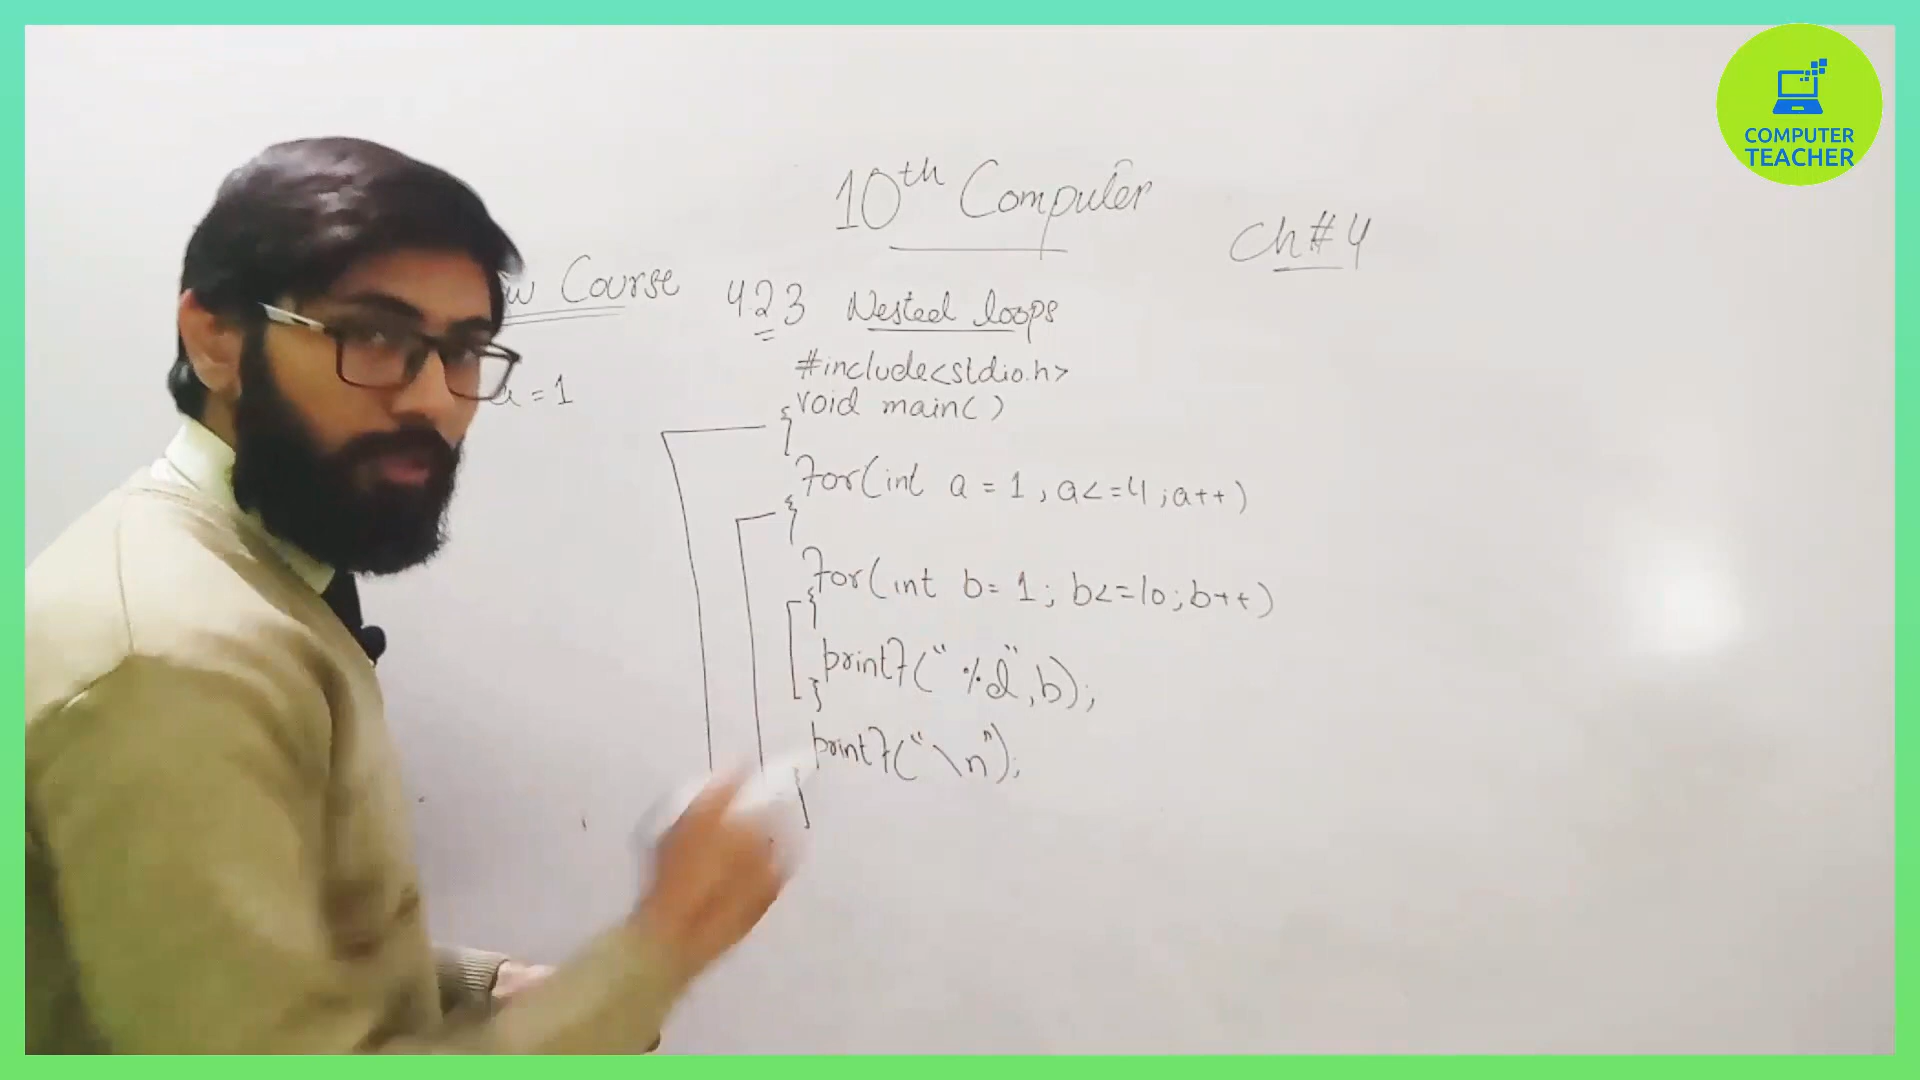 COMPUTER
TEACHER
10th Computer
Ch#4
Course
4.2.3 Nested loops
#include<stdio.h>
a=1
{ void main()
for(int a=1,a<=4;a++)
{
for(int b=1;b<=10;b++)
{
printf("%d",b);
}
printf("\n");